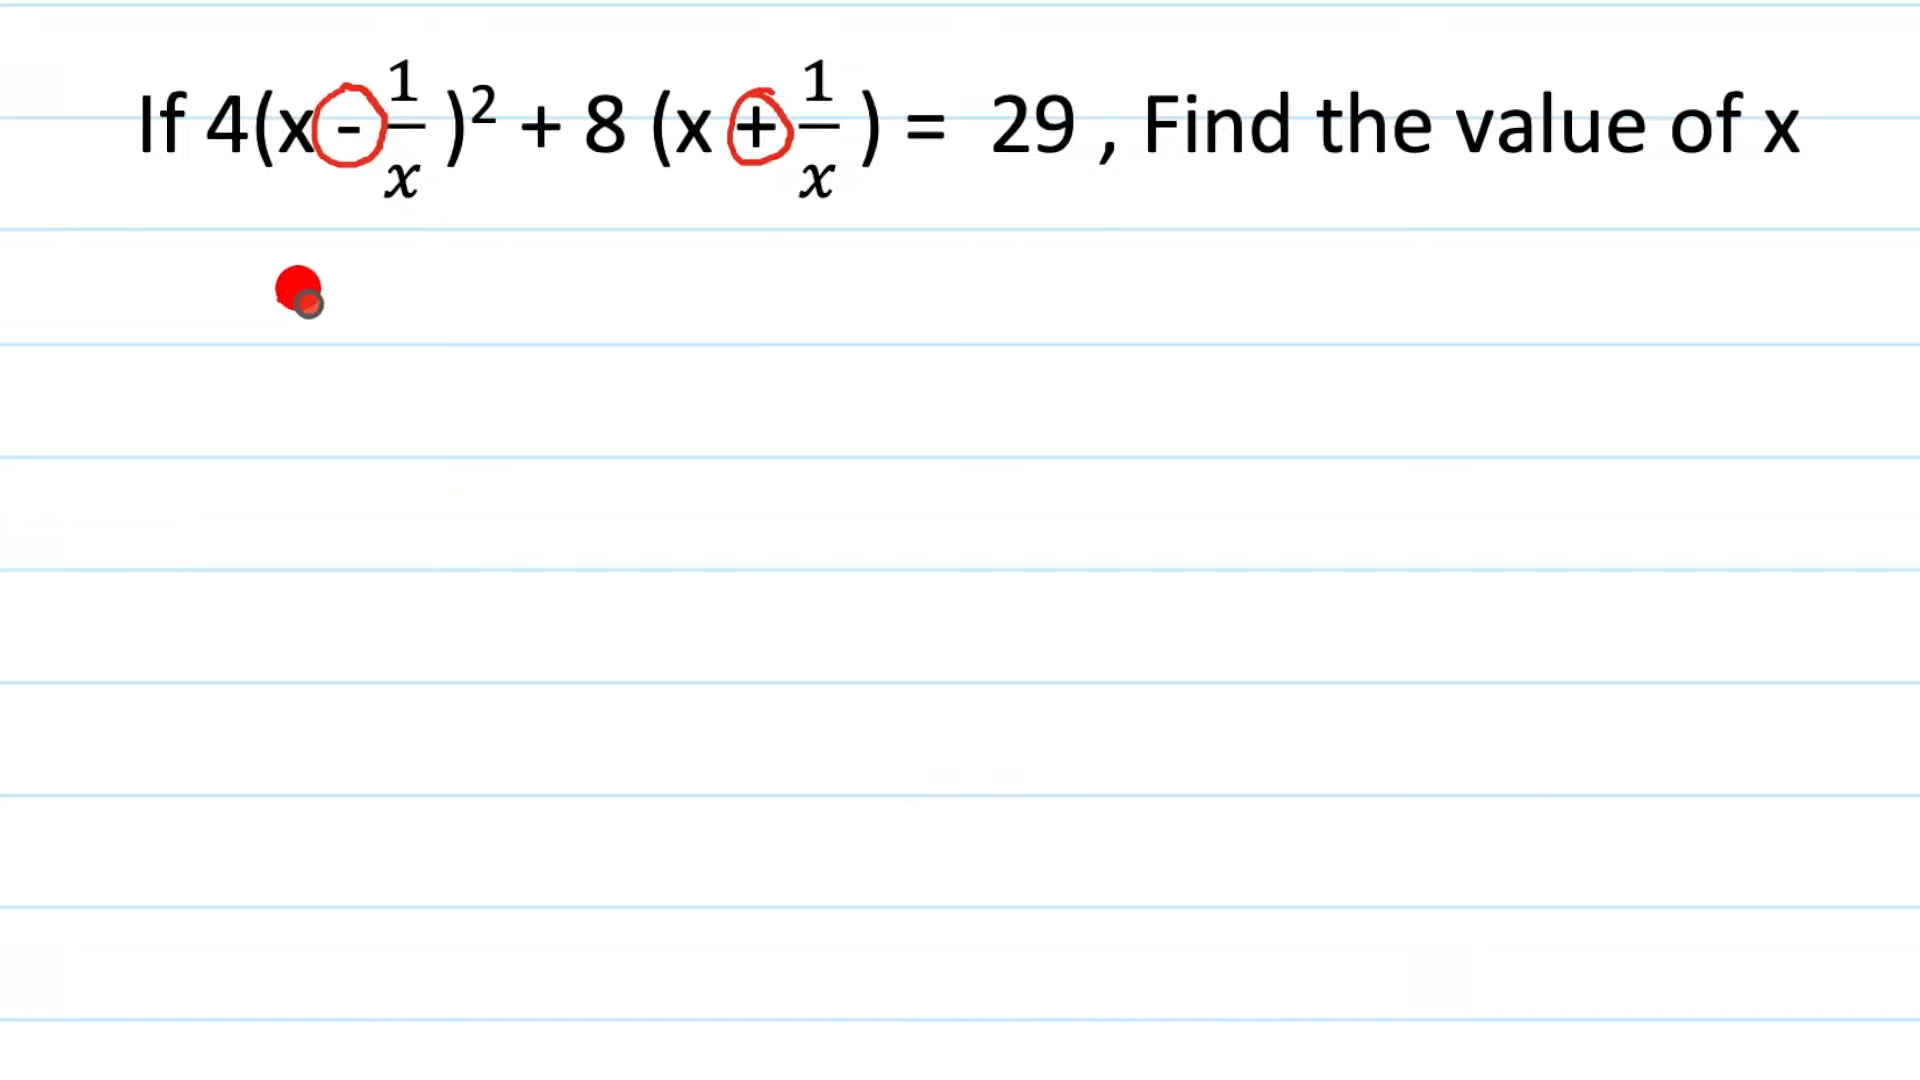 If 4(x - 1/x )² + 8 (x + 1/x ) = 29 , Find the value of x